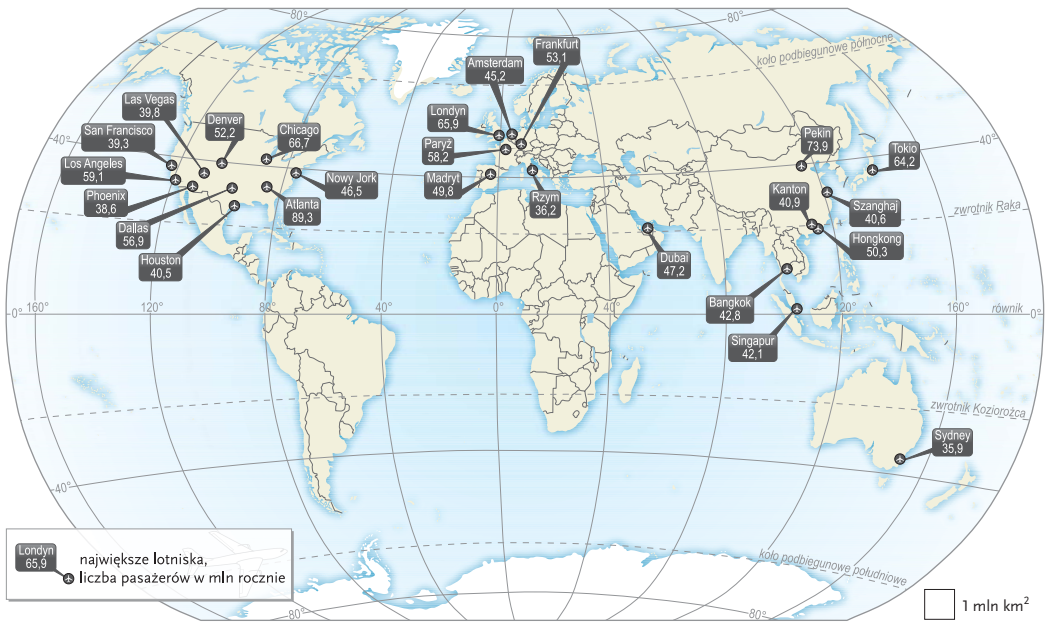 80°
80°
koło podbiegunowe północne
Frankfurt
53,1
Amsterdam
45,2
Las Vegas
39,8
Londyn
65,9
Denver
52,2
San Francisco
39,3
Chicago
66,7
40°
40°
Paryż
58,2
Pekin
73,9
Tokio
64,2
Los Angeles
59,1
Nowy Jork
46,5
Madryt
49,8
Phoenix
38,6
Atlanta
89,3
Rzym
36,2
Kanton
40,9
Szanghaj
40,6
zwrotnik Raka
Dallas
56,9
Hongkong
50,3
Houston
40,5
Dubaj
47,2
Bangkok
42,8
0°
160°
120°
80°
0°
40°
120°
160°
równik
0°
Singapur
42,1
zwrotnik Koziorożca
Sydney
35,9
40°
40°
Londyn
65,9
największe lotniska,
liczba pasażerów w mln rocznie
koło podbiegunowe południowe
80°
80°
1 mln km²